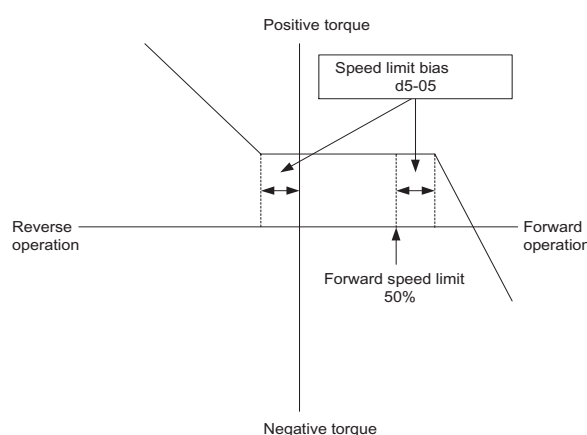 Positive torque
Speed limit bias
d5-05
Reverse
operation
Forward
operation
Forward speed limit
50%
Negative torque